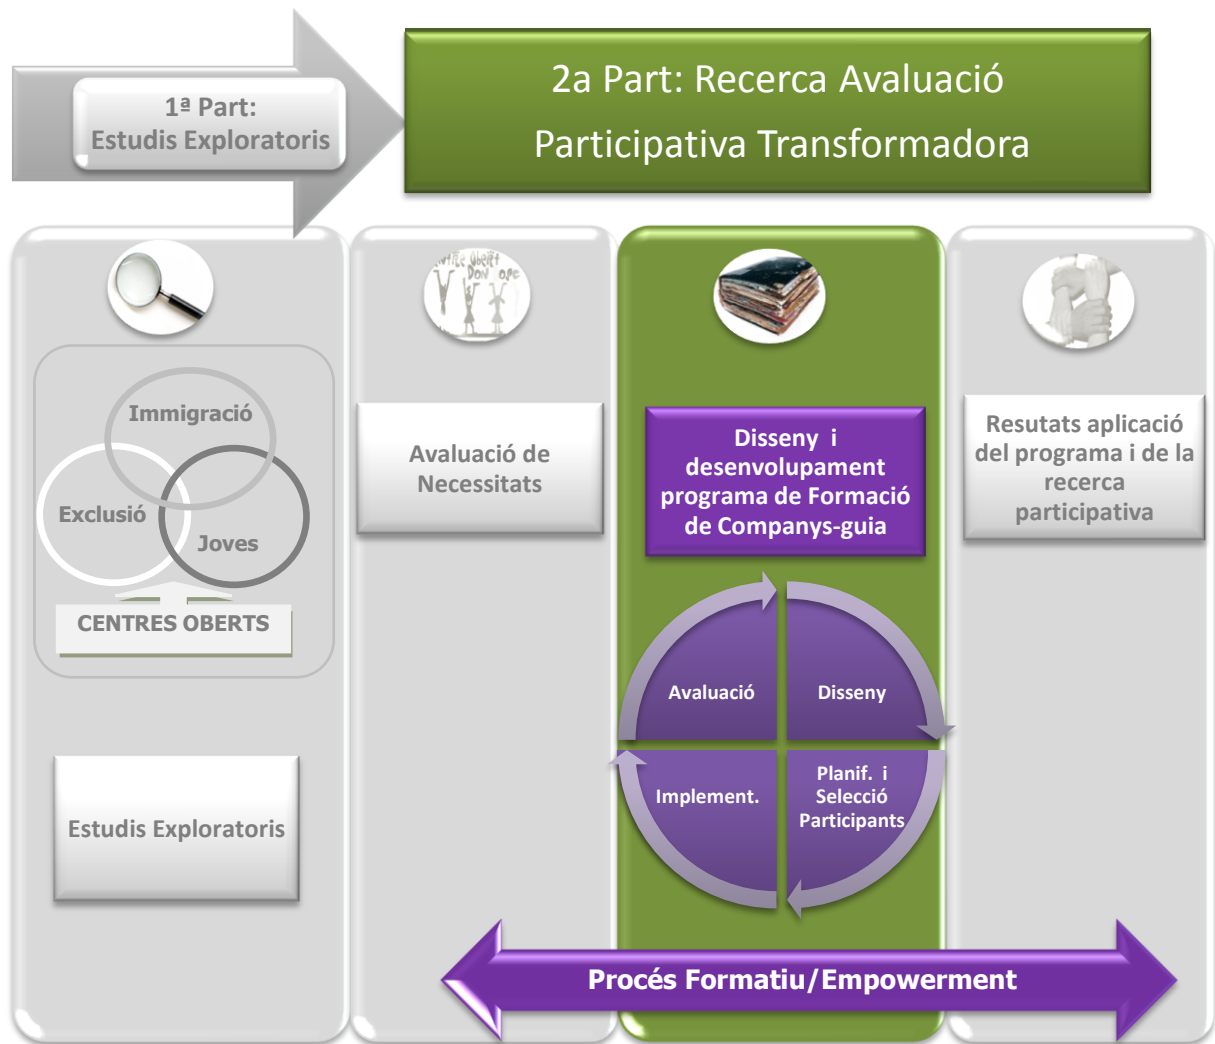 1ª Part:
Estudis Exploratoris
2a Part: Recerca Avaluació
Participativa Transformadora
Immigració
Exclusió
Joves
CENTRES OBERTS
Estudis Exploratoris
Avaluació de
Necessitats
Disseny i
desenvolupament
programa de Formació
de Companys-guia
Avaluació
Disseny
Implement.
Planif. i
Selecció
Participants
Resutats aplicació
del programa i de la
recerca
participativa
Procés Formatiu/Empowerment